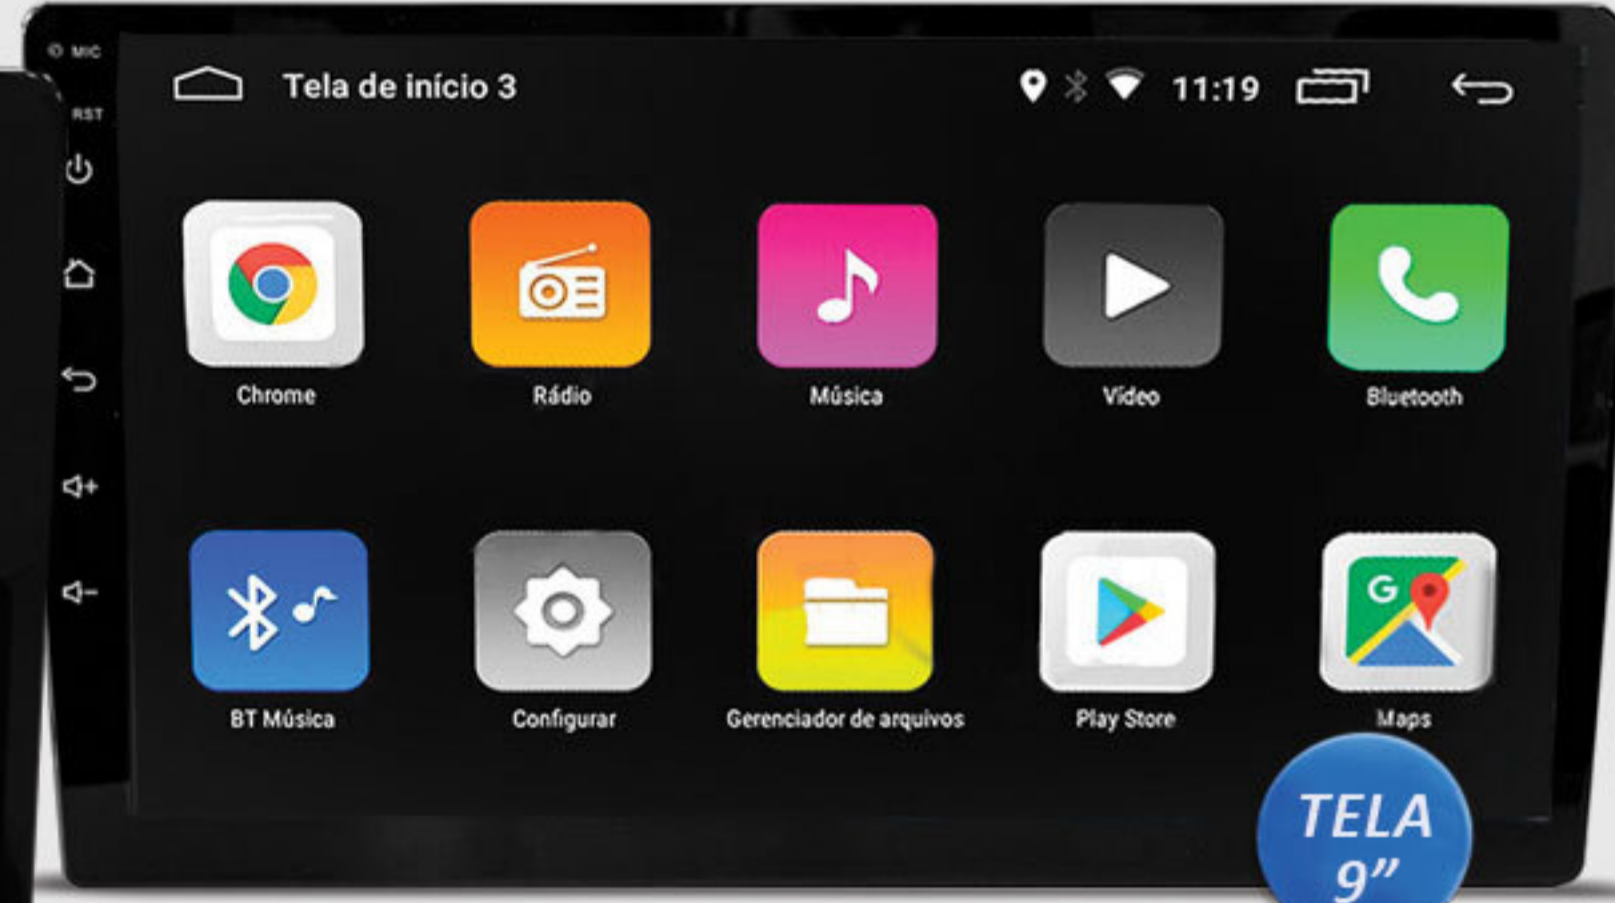 MIC
Tela de início 3
11:19
RST
Chrome
Rádio
Música
Vídeo
Bluetooth
G
BT Música
Configurar
Gerenciador de arquivos
Play Store
Maps
TELA
9”